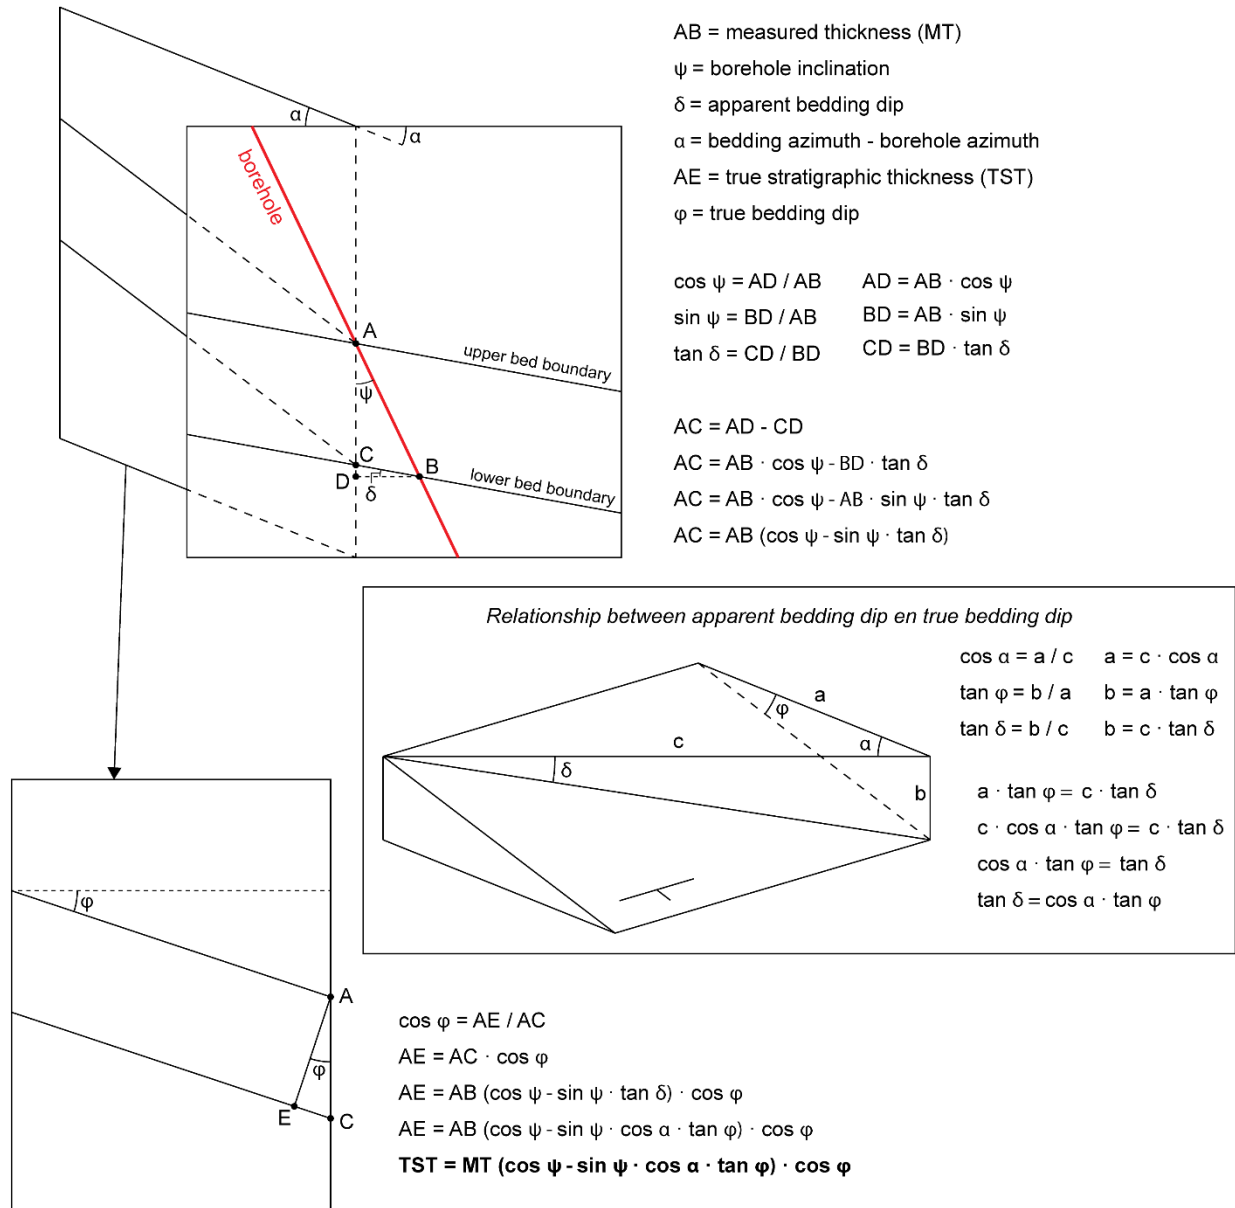 AB = measured thickness (MT)
ψ = borehole inclination
δ = apparent bedding dip
α = bedding azimuth - borehole azimuth
AE = true stratigraphic thickness (TST)
φ = true bedding dip
cos ψ = AD / AB AD = AB · cos ψ
sin ψ = BD / AB BD = AB · sin ψ
tan δ = CD / BD CD = BD · tan δ
AC = AD - CD
AC = AB · cos ψ - BD · tan δ
AC = AB · cos ψ - AB · sin ψ · tan δ
AC = AB (cos ψ - sin ψ · tan δ)
α
α
borehole
A
upper bed boundary
ψ
C
B
D
δ
lower bed boundary
Relationship between apparent bedding dip en true bedding dip
cos α = a / c a = c · cos α
tan φ = b / a b = a · tan φ
tan δ = b / c b = c · tan δ
a · tan φ = c · tan δ
c · cos α · tan φ = c · tan δ
cos α · tan φ = tan δ
tan δ = cos α · tan φ
a
φ
c
α
δ
b
φ
A
φ
E
C
cos φ = AE / AC
AE = AC · cos φ
AE = AB (cos ψ - sin ψ · tan δ) · cos φ
AE = AB (cos ψ - sin ψ · cos α · tan φ) · cos φ
TST = MT (cos ψ - sin ψ · cos α · tan φ) · cos φ